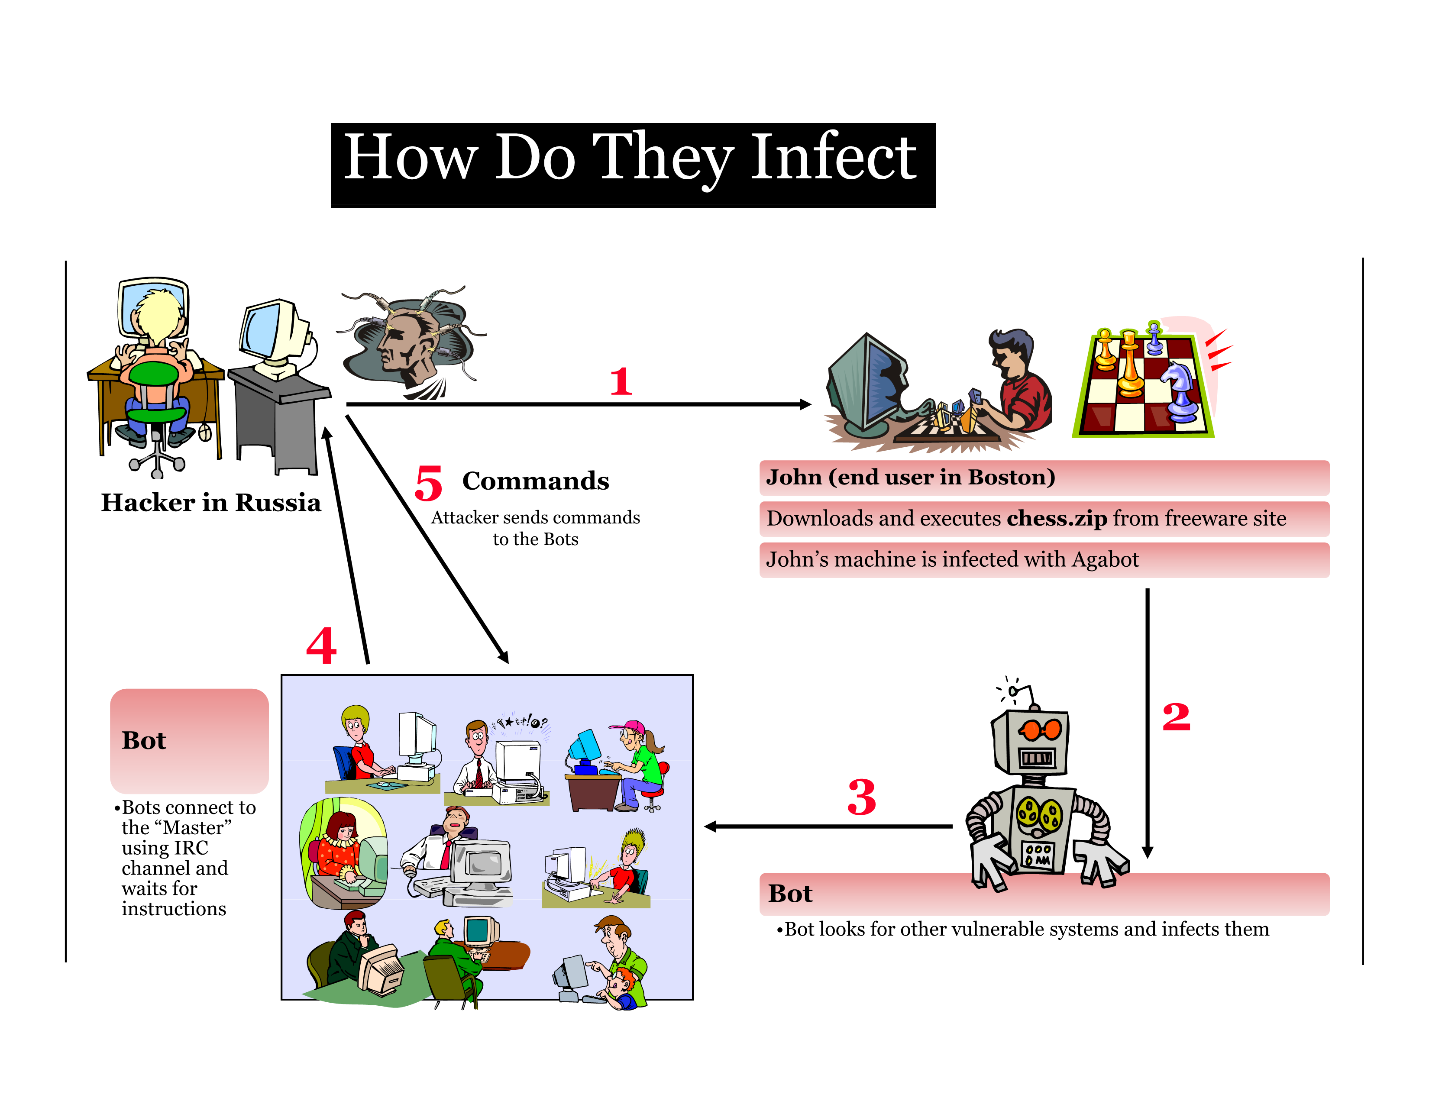 How Do They Infect
1
Hacker in Russia
5 Commands
Attacker sends commands
to the Bots
John (end user in Boston)
Downloads and executes chess.zip from freeware site
John’s machine is infected with Agabot
2
Bot
•Bot looks for other vulnerable systems and infects them
3
4
Bot
•Bots connect to
the “Master”
using IRC
channel and
waits for
instructions